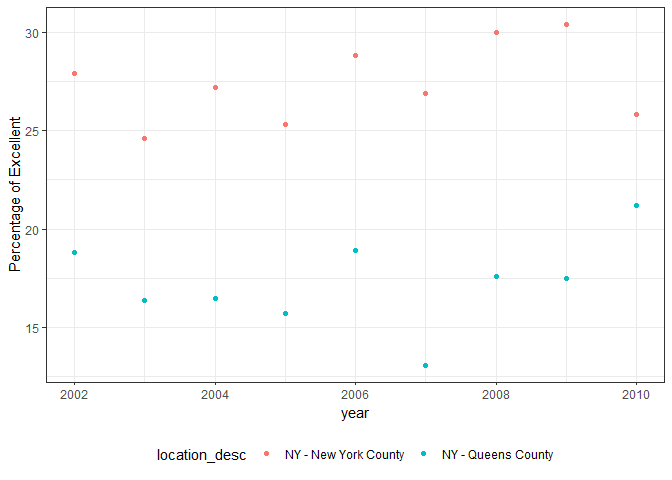 Percentage of Excellent
30
25
20
15
2002 2004 2006 2008 2010
year
location_desc NY - New York County NY - Queens County